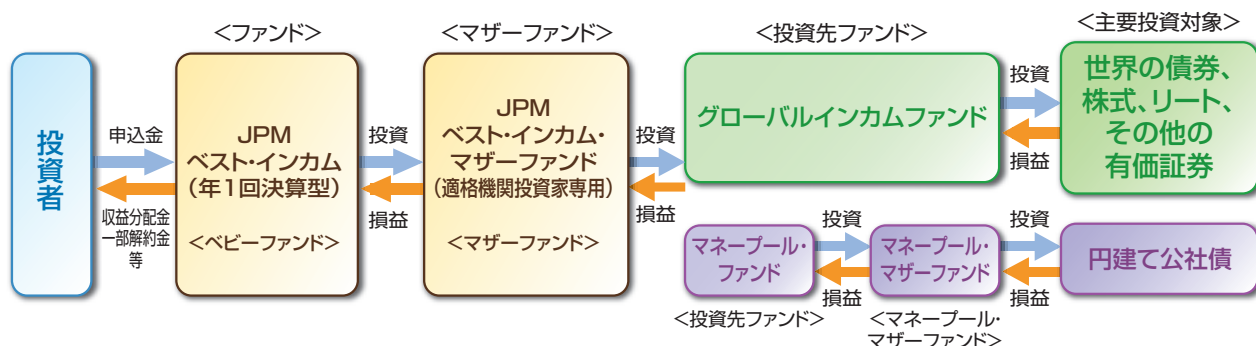 <ファンド>
<マザーファンド>
<投資先ファンド>
<主要投資対象>
投資者
申込金
収益分配金
一部解約金
等
JPM
ベスト・インカム
(年1回決算型)
<ベビーファンド>
投資
損益
JPM
ベスト・インカム・
マザーファンド
(適格機関投資家専用)
<マザーファンド>
投資
損益
グローバルインカムファンド
投資
損益
世界の債券、
株式、リート、
その他の
有価証券
マネープール・
ファンド
<投資先ファンド>
投資
損益
マネープール・
マザーファンド
<マネープール・
マザーファンド>
投資
損益
円建て公社債